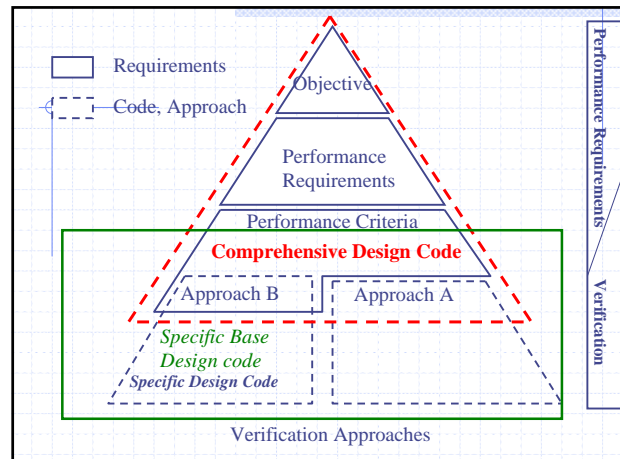 Requirements
Code, Approach
Objective
Performance
Requirements
Performance Criteria
Comprehensive Design Code
Approach B
Approach A
Specific Base
Design code
Specific Design Code
Verification Approaches
Performance Requirements
Verification